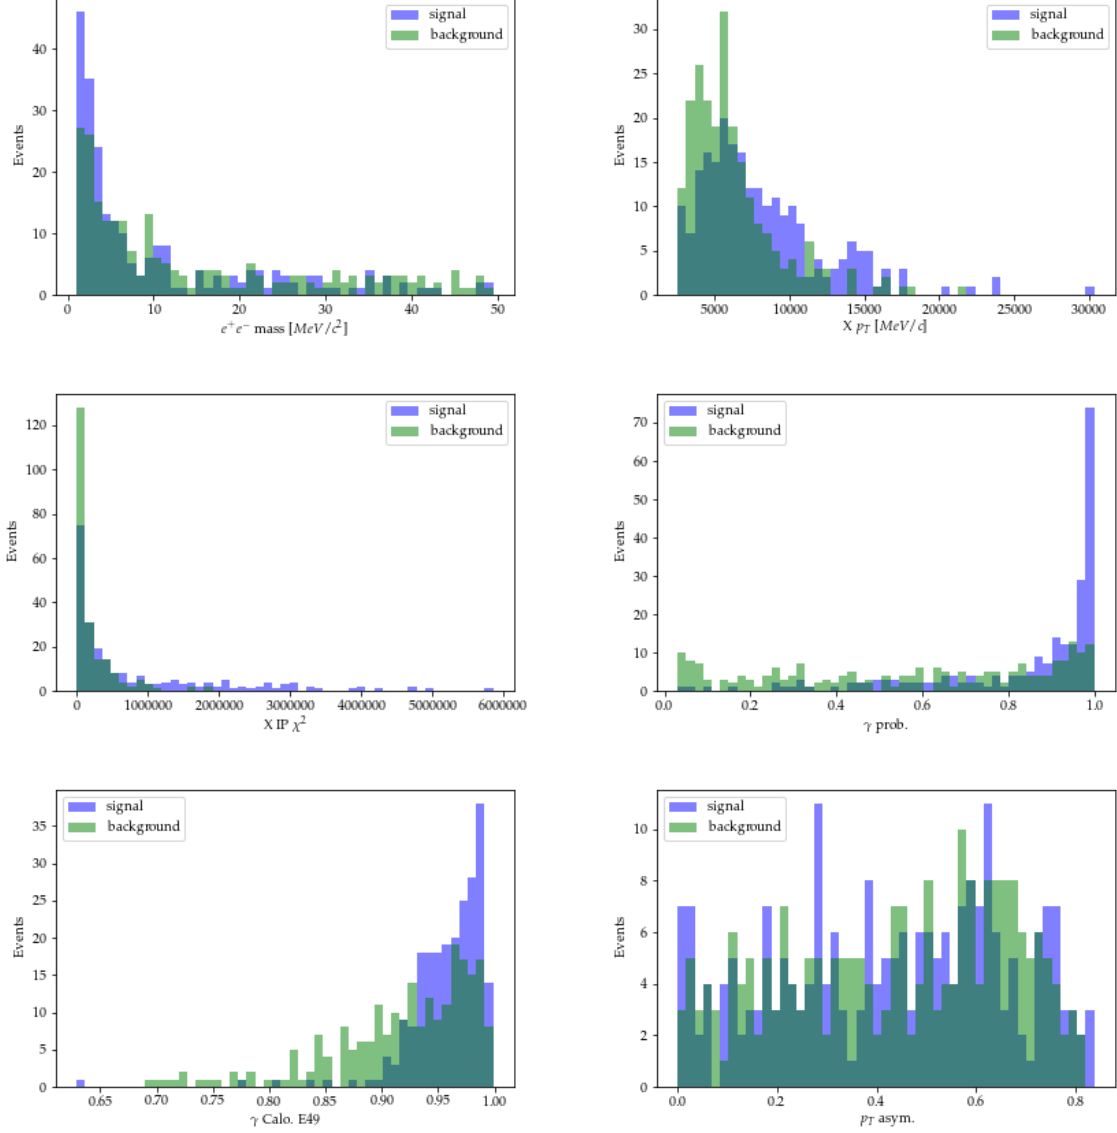 signal
background
40
30
20
10
0
Events
0 10 20 30 40 50
e⁺e⁻ mass [MeV/c²]
signal
background
30
25
20
15
10
5
0
Events
5000 10000 15000 20000 25000 30000
X p_T [MeV/c]
signal
background
120
100
80
60
40
20
0
Events
0 1000000 2000000 3000000 4000000 5000000 6000000
X IP χ²
signal
background
70
60
50
40
30
20
10
0
Events
0.0 0.2 0.4 0.6 0.8 1.0
γ prob.
signal
background
35
30
25
20
15
10
5
0
Events
0.65 0.70 0.75 0.80 0.85 0.90 0.95 1.00
γ Calo. E49
signal
background
10
8
6
4
2
0
Events
0.0 0.2 0.4 0.6 0.8
p_T asym.